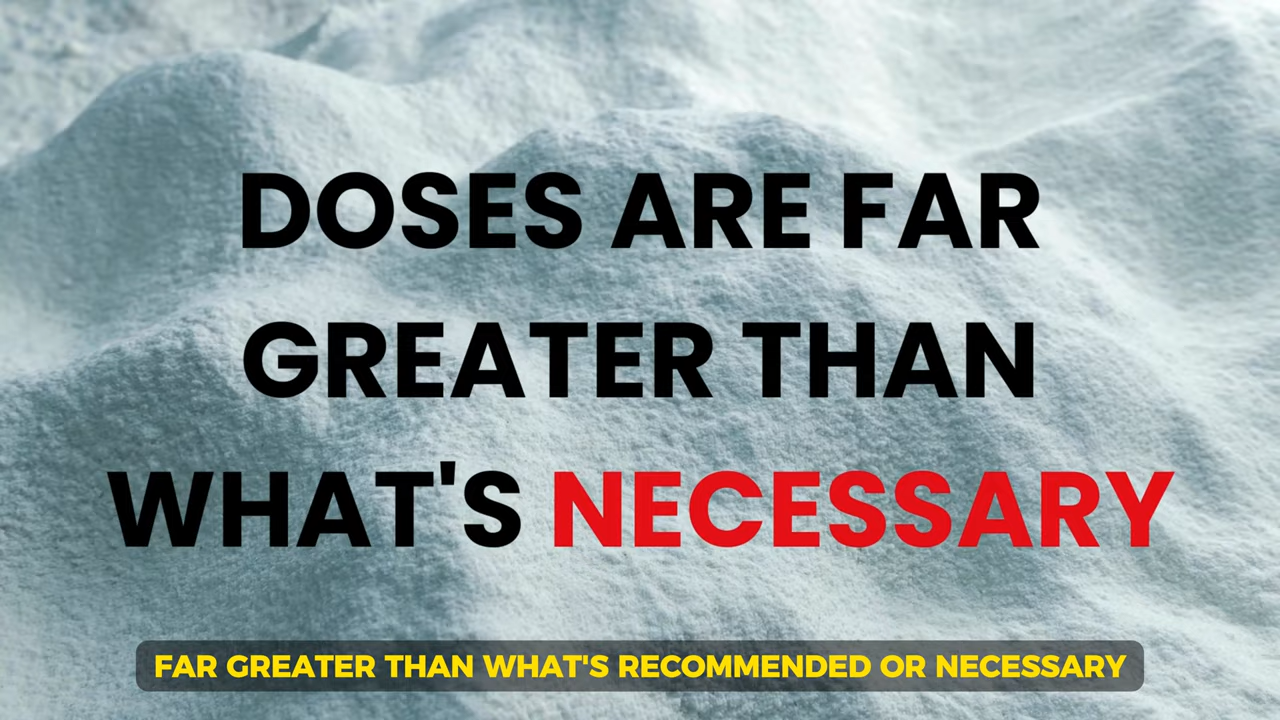 DOSES ARE FAR
GREATER THAN
WHAT'S NECESSARY
FAR GREATER THAN WHAT'S RECOMMENDED OR NECESSARY